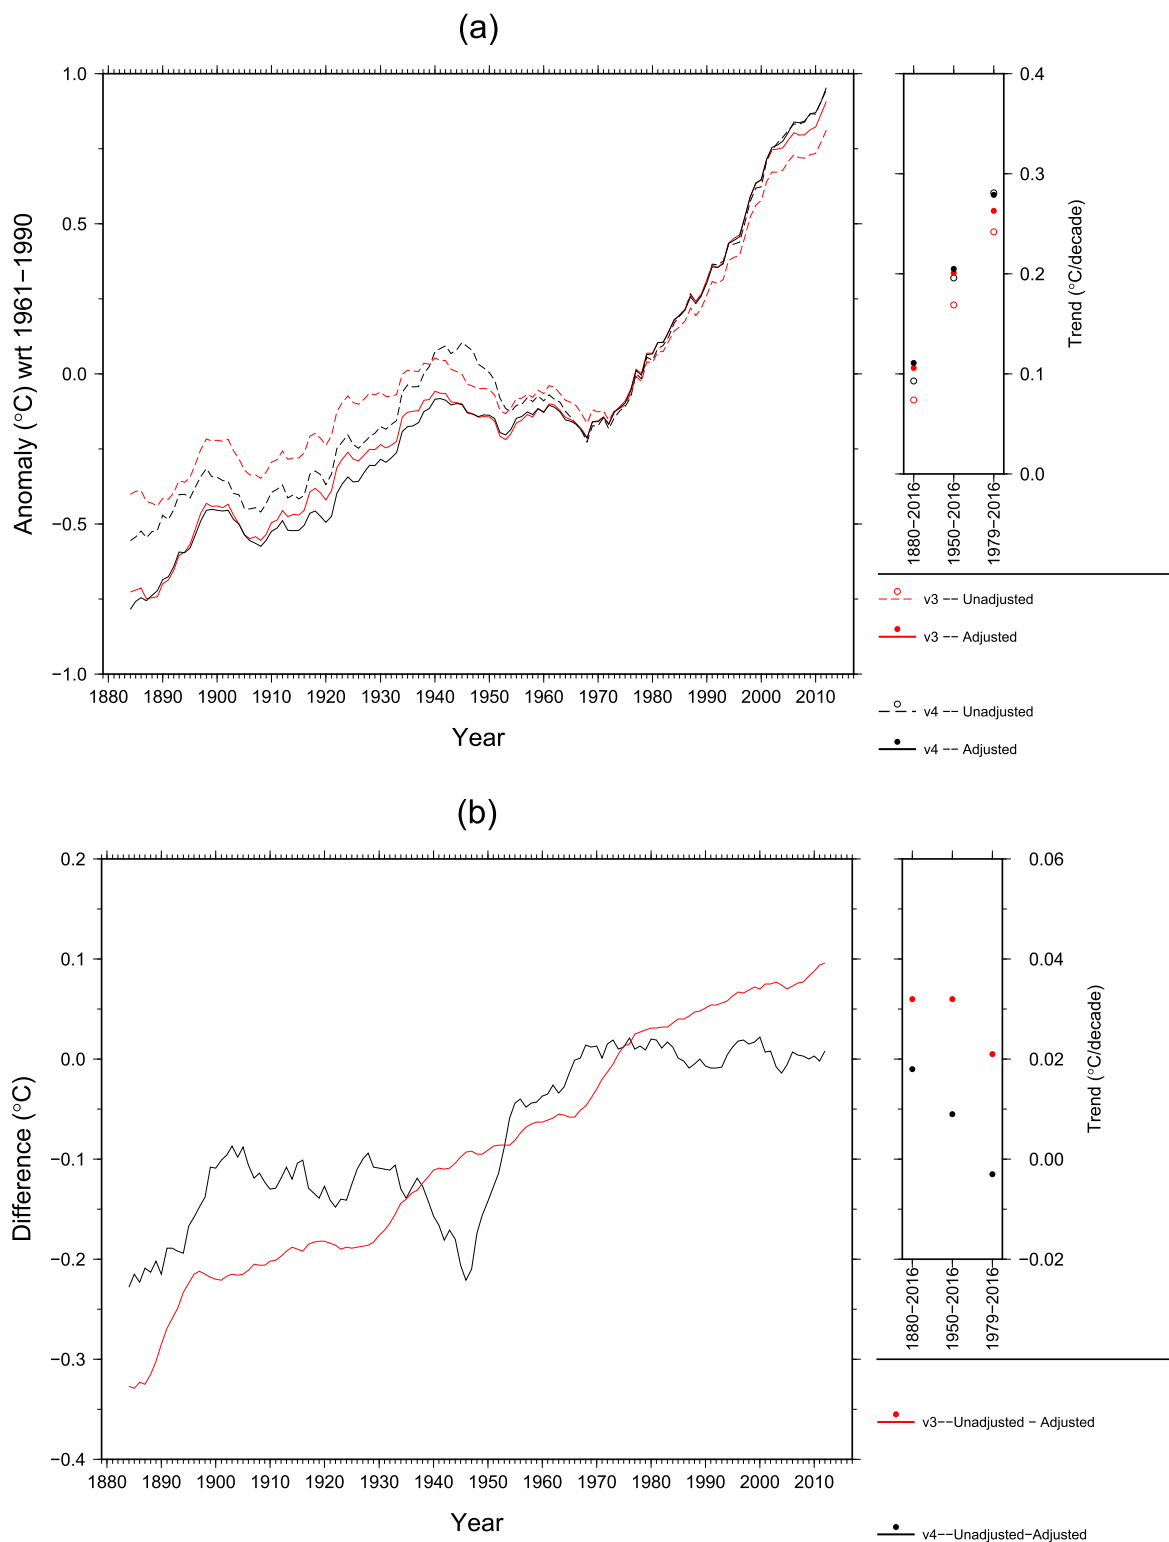 (a)
1.0
0.5
0.0
−0.5
−1.0
Anomaly (°C) wrt 1961−1990
1880 1890 1900 1910 1920 1930 1940 1950 1960 1970 1980 1990 2000 2010
Year
0.4
0.3
0.2
0.1
0.0
Trend (°C/decade)
1880−2016
1950−2016
1979−2016
v3 −− Unadjusted
v3 −− Adjusted
v4 −− Unadjusted
v4 −− Adjusted
(b)
0.2
0.1
0.0
−0.1
−0.2
−0.3
−0.4
Difference (°C)
1880 1890 1900 1910 1920 1930 1940 1950 1960 1970 1980 1990 2000 2010
Year
0.06
0.04
0.02
0.00
−0.02
Trend (°C/decade)
1880−2016
1950−2016
1979−2016
v3−−Unadjusted − Adjusted
v4−−Unadjusted−Adjusted